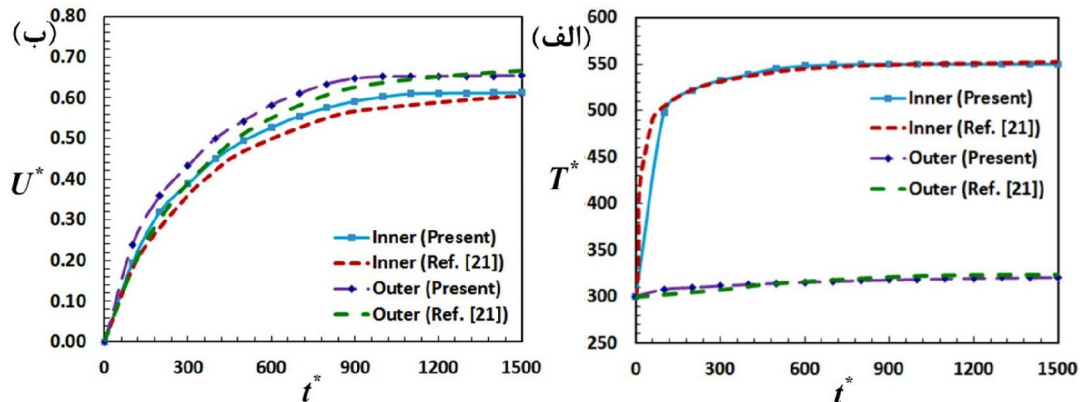 (ب)
0.80
0.70
0.60
0.50
0.40
0.30
0.20
0.10
0.00
U*
0 300 600 900 1200 1500
t*
Inner (Present)
Inner (Ref. [21])
Outer (Present)
Outer (Ref. [21])
(الف)
600
550
500
450
400
350
300
250
T*
0 300 600 900 1200 1500
t*
Inner (Present)
Inner (Ref. [21])
Outer (Present)
Outer (Ref. [21])